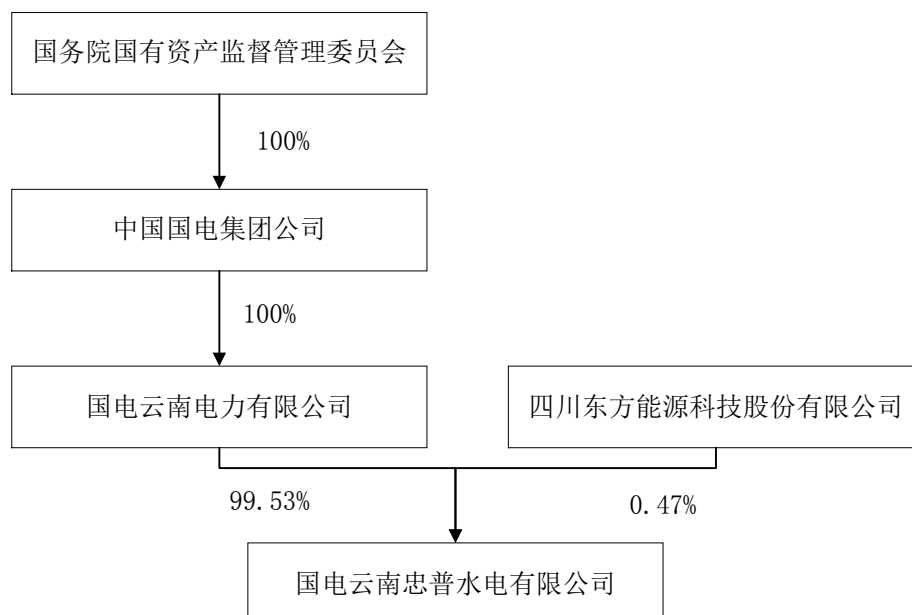 国务院国有资产监督管理委员会
100%
中国国电集团公司
100%
国电云南电力有限公司
四川东方能源科技股份有限公司
99.53%
0.47%
国电云南忠普水电有限公司